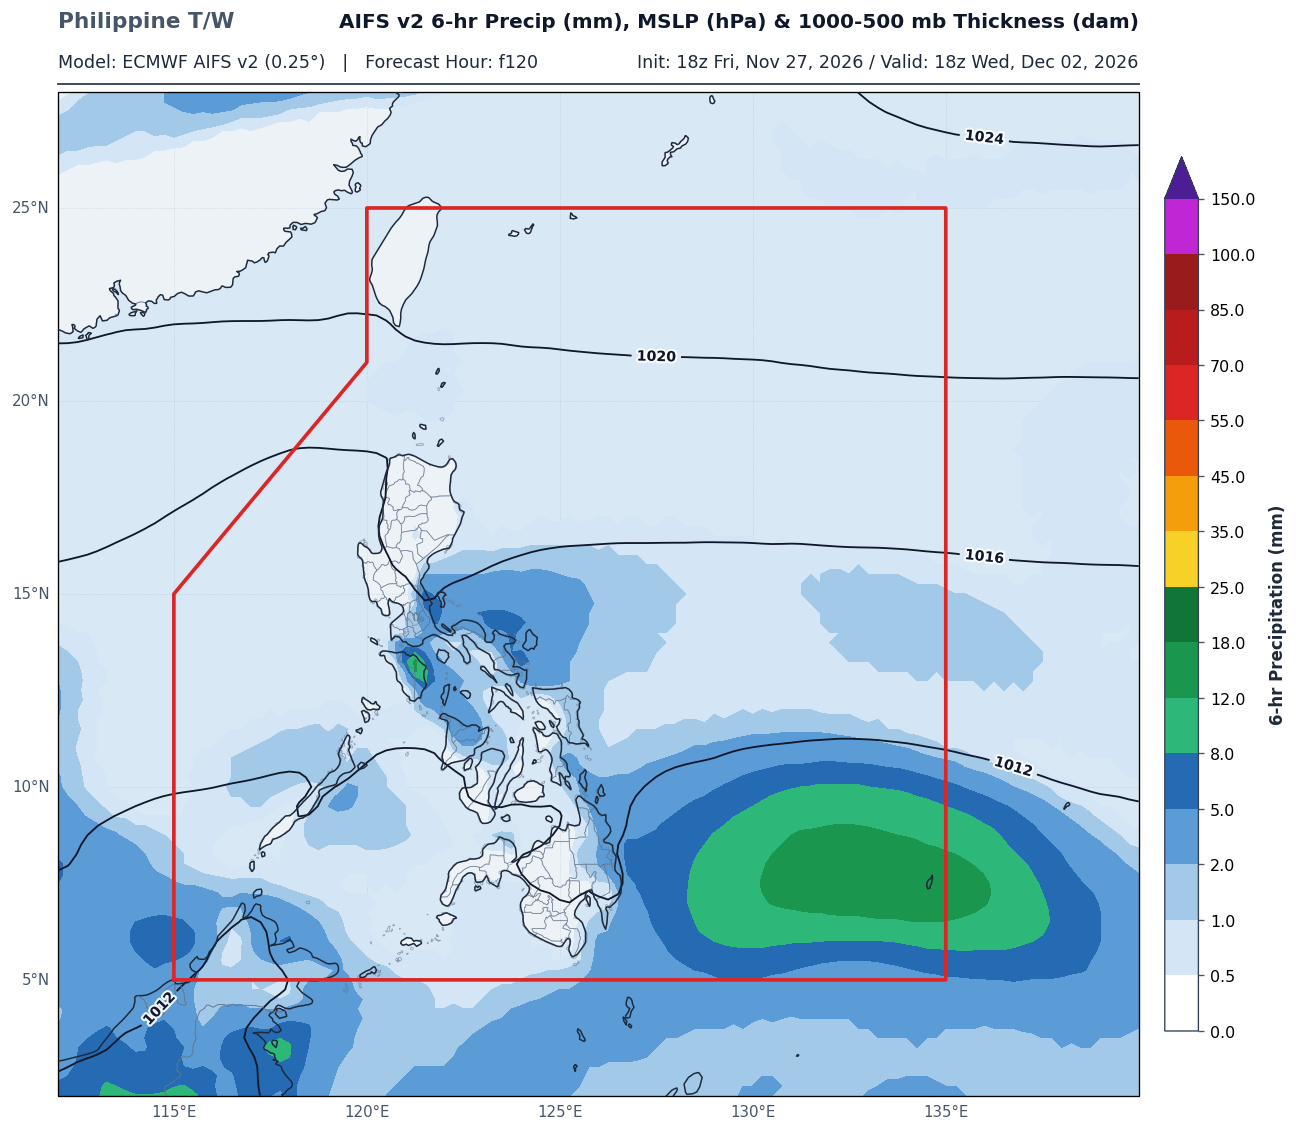 Philippine T/W
AIFS v2 6-hr Precip (mm), MSLP (hPa) & 1000-500 mb Thickness (dam)
Model: ECMWF AIFS v2 (0.25°) | Forecast Hour: f120
Init: 18z Fri, Nov 27, 2026 / Valid: 18z Wed, Dec 02, 2026
1024
1020
1016
1012
1012
25°N
20°N
15°N
10°N
5°N
115°E
120°E
125°E
130°E
135°E
150.0
100.0
85.0
70.0
55.0
45.0
35.0
25.0
18.0
12.0
8.0
5.0
2.0
1.0
0.5
0.0
6-hr Precipitation (mm)